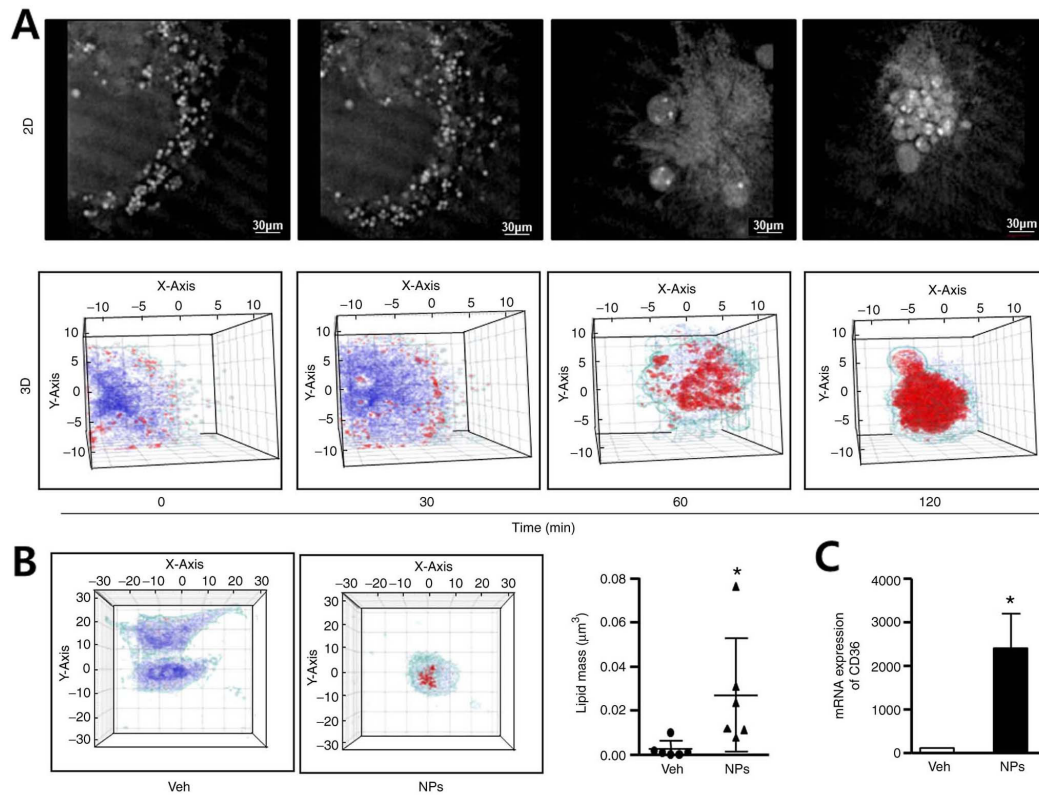 A
2D
30µm
30µm
30µm
30µm
3D
X-Axis
−10 −5 0 5 10
Y-Axis
10
5
0
−5
−10
X-Axis
−10 −5 0 5 10
Y-Axis
10
5
0
−5
−10
X-Axis
−10 −5 0 5 10
Y-Axis
10
5
0
−5
−10
X-Axis
−10 −5 0 5 10
Y-Axis
10
5
0
−5
−10
0 30 60 120
Time (min)
B
X-Axis
−30 −20 −10 0 10 20 30
Y-Axis
30
20
10
0
−10
−20
−30
Veh
X-Axis
−30 −20 −10 0 10 20 30
Y-Axis
30
20
10
0
−10
−20
−30
NPs
Lipid mass (µm³)
0.08
0.06
0.04
0.02
0.00
*
Veh NPs
C
mRNA expression
of CD36
4000
3000
2000
1000
0
*
Veh NPs